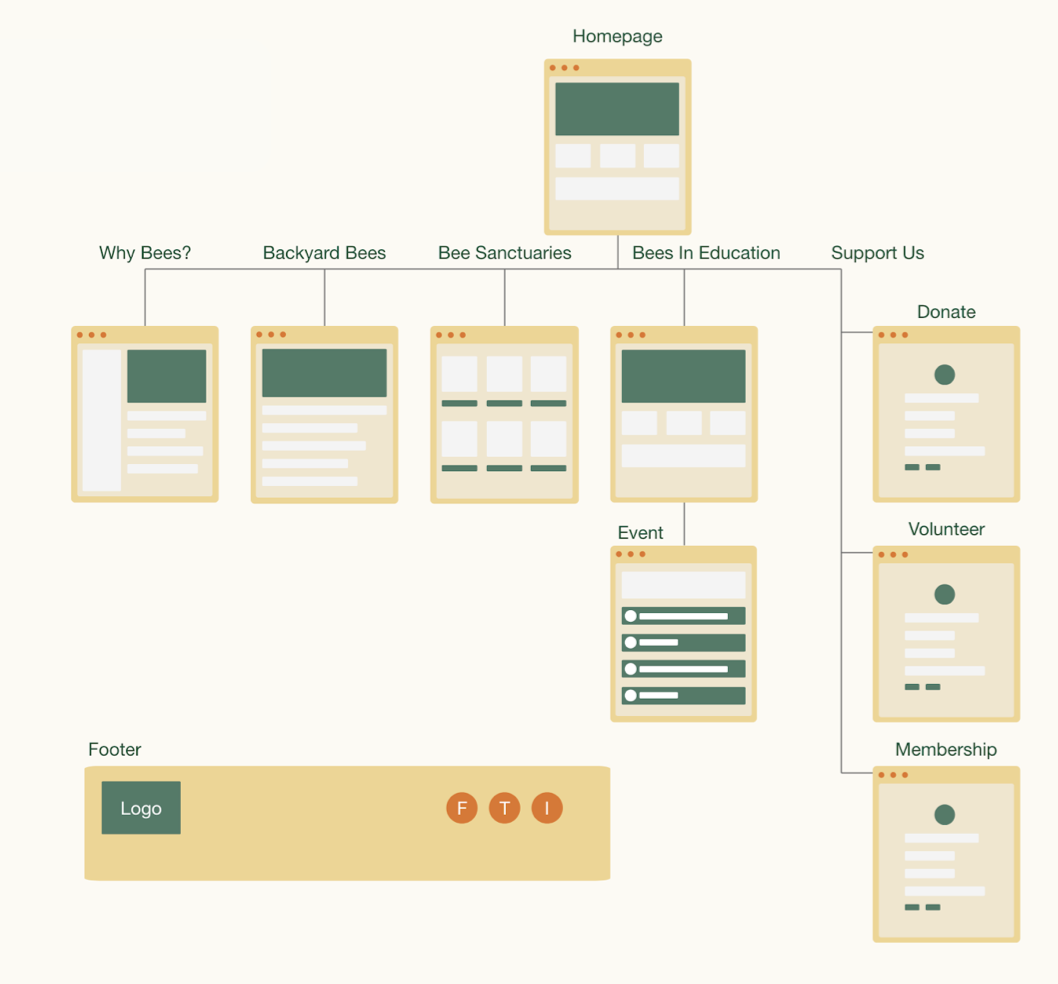 Homepage
Why Bees?
Backyard Bees
Bee Sanctuaries
Bees In Education
Support Us
Donate
Event
Volunteer
Footer
Logo
F
T
I
Membership